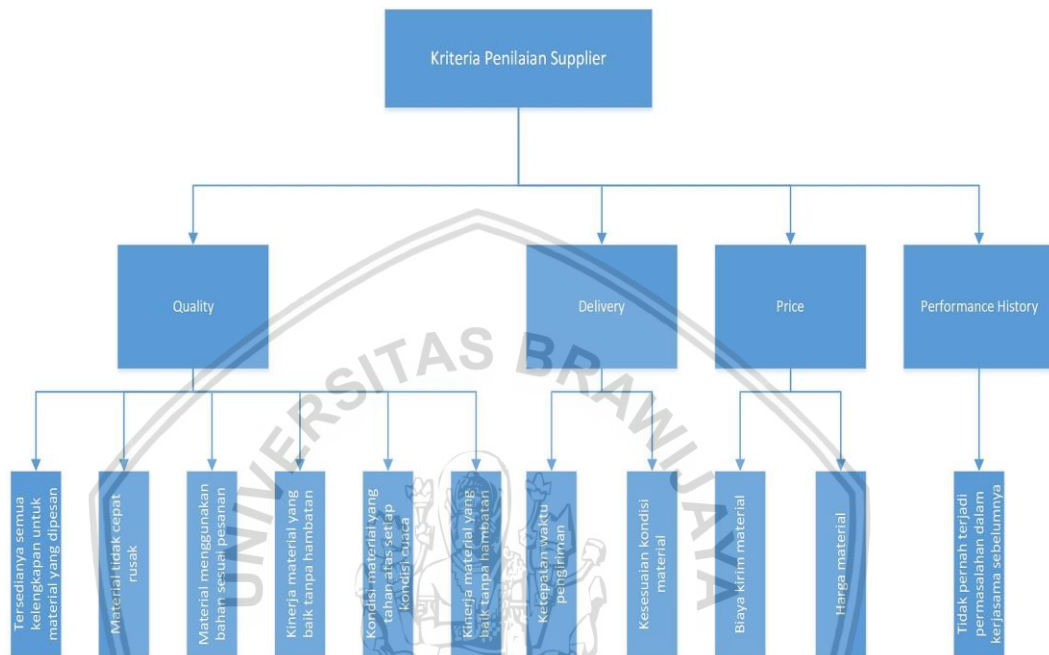 Kriteria Penilaian Supplier
Quality
Delivery
Price
Performance History
Tersedianya semua
kelengkapan untuk
material yang dipesan
Material tidak cepat
rusak
Material menggunakan
bahan sesuai pesanan
Kinerja material yang
baik tanpa hambatan
Kondisi material yang
tahan atas setiap
kondisi cuaca
Kinerja material yang
baik tanpa hambatan
Ketepatan waktu
pengiriman
Kesesuaian kondisi
material
Biaya kirim material
Harga material
Tidak pernah terjadi
permasalahan dalam
kerjasama sebelumnya
UNIVERSITAS BRAWIJAYA